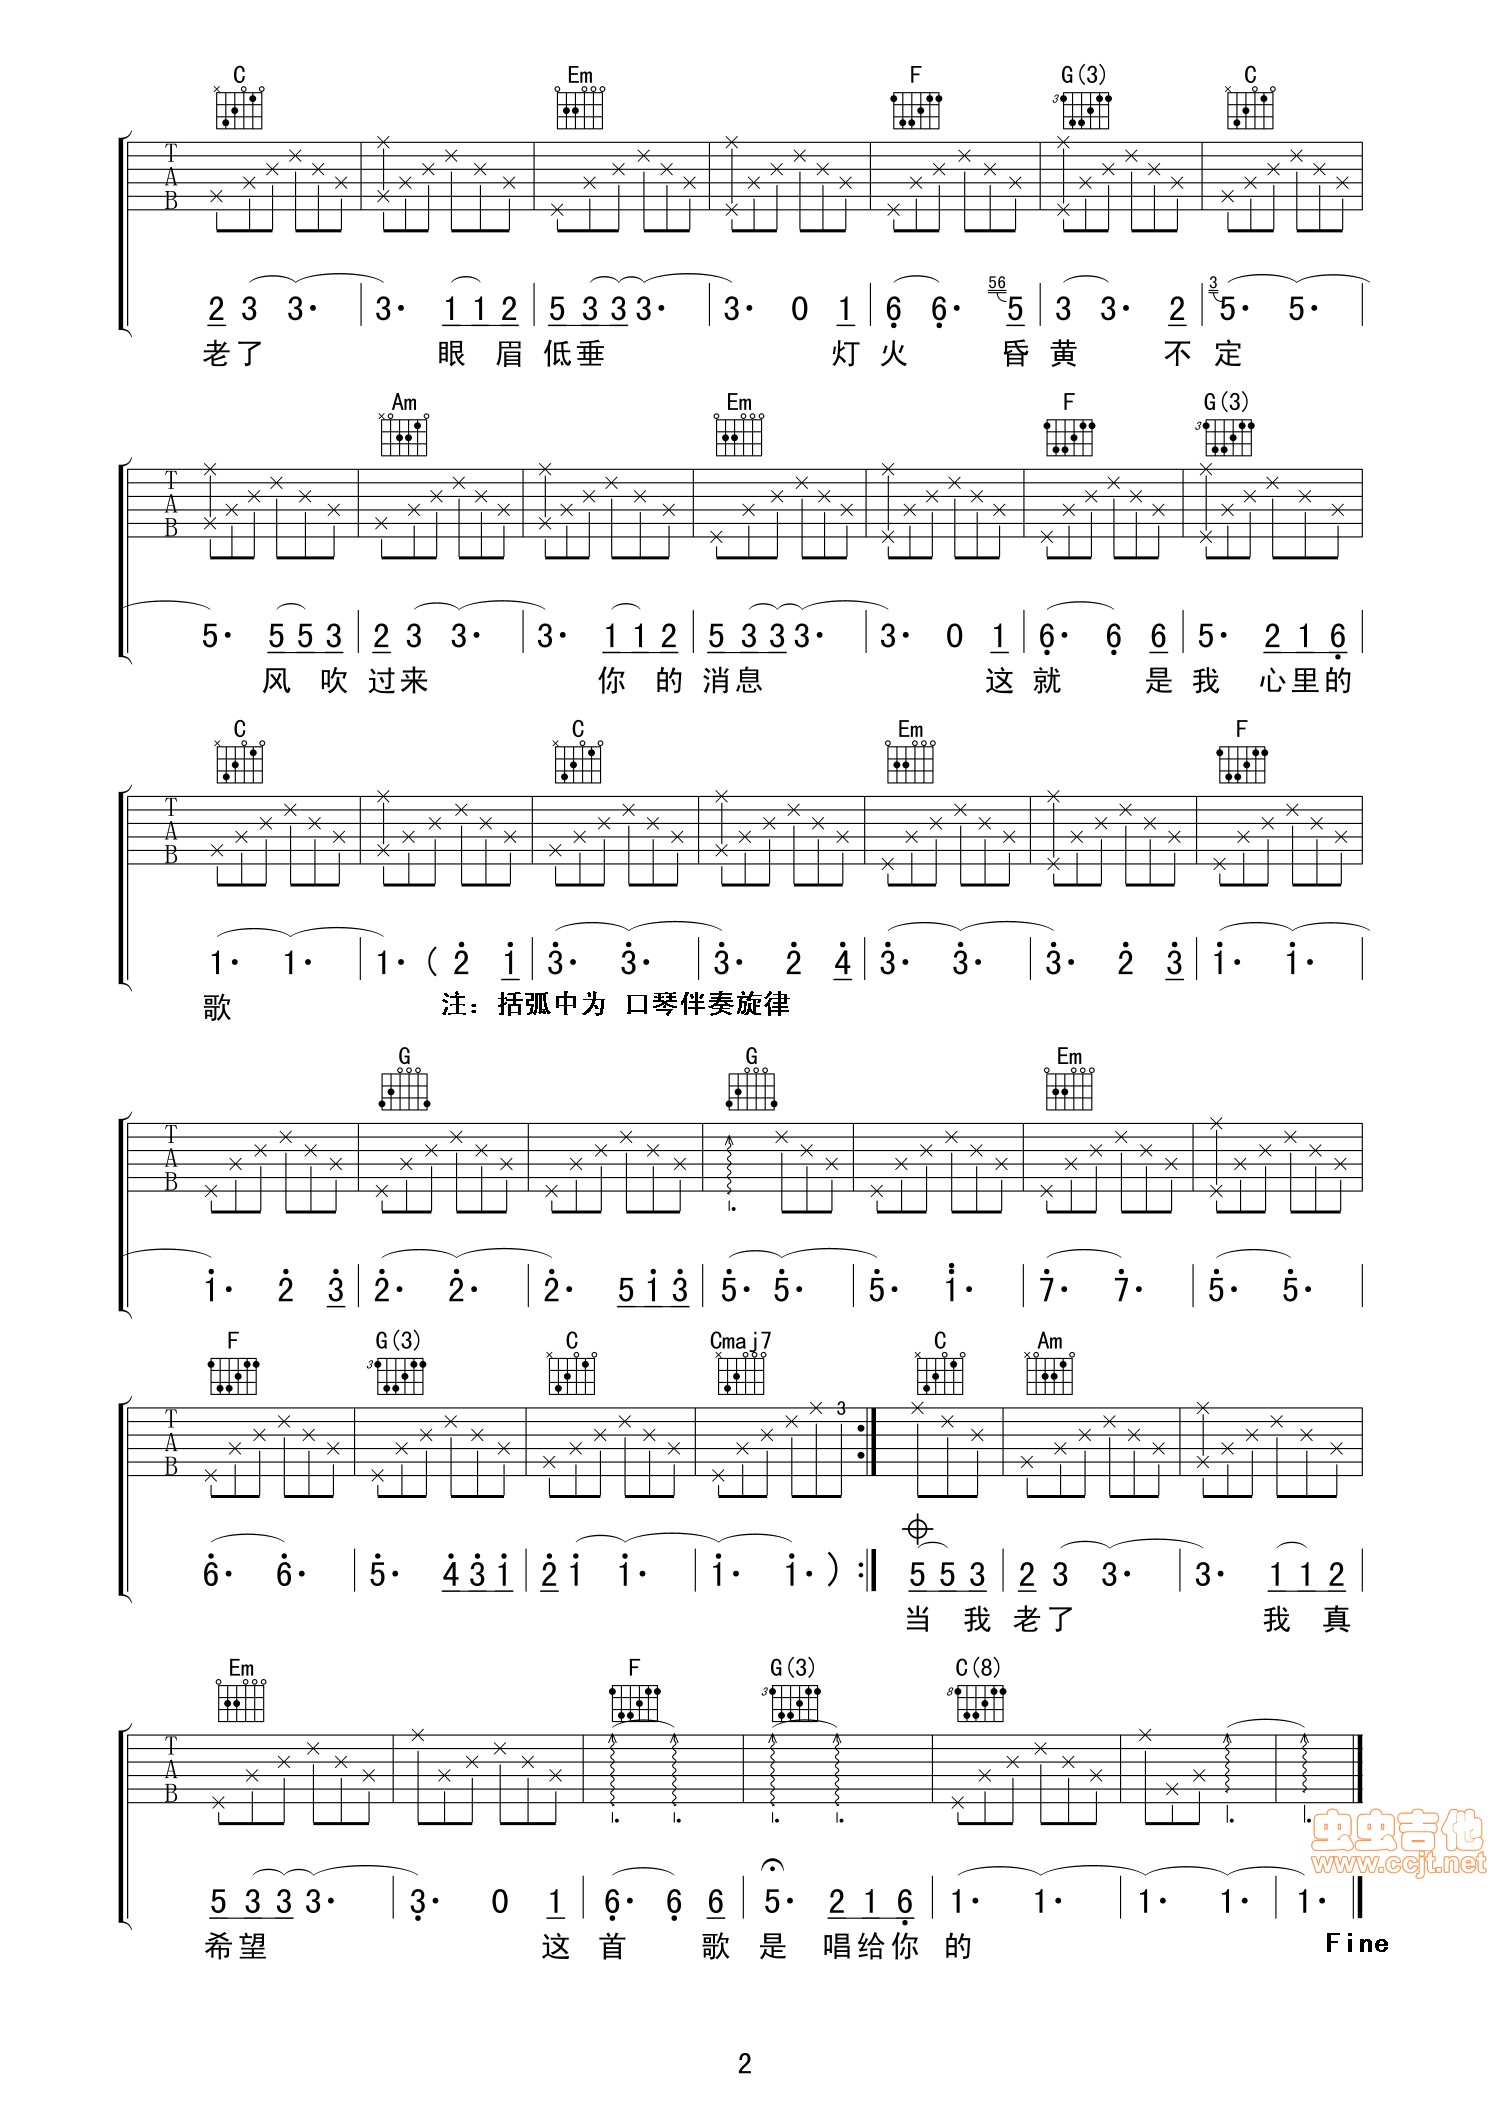 C Em F G(3) C
T A B
2 3 3· | 3· 1 1 2 | 5 3 3 3· | 3· 0 1 | 6 6· 56 5 | 3 3· 2 | 3 5· 5· |
老了 眼 眉 低垂 灯 火 昏 黄 不 定
Am Em F G(3)
T A B
5· 5 5 3 | 2 3 3· | 3· 1 1 2 | 5 3 3 3· | 3· 0 1 | 6· 6 6 | 5· 2 1 6 |
风 吹 过来 你 的 消息 这 就 是 我 心里的
C C Em F
T A B
1· 1· | 1· ( 2 1 | 3· 3· | 3· 2 4 | 3· 3· | 3· 2 3 | 1· 1· |
歌 注：括弧中为 口琴伴奏旋律
G G Em
T A B
1· 2 3 | 2· 2· | 2· 5 1 3 | 5· 5· | 5· 1· | 7· 7· | 5· 5· |
F G(3) C Cmaj7 C Am
T A B 3
6· 6· | 5· 4 3 1 | 2 1 1· | 1· 1· ) :| 5 5 3 | 2 3 3· | 3· 1 1 2 |
当 我 老了 我 真
Em F G(3) C(8)
T A B
5 3 3 3· | 3· 0 1 | 6· 6 6 | 5· 2 1 6 | 1· 1· | 1· 1· | 1· |
希望 这 首 歌 是 唱给你 的 Fine
虫虫吉他
www.ccjt.net
2